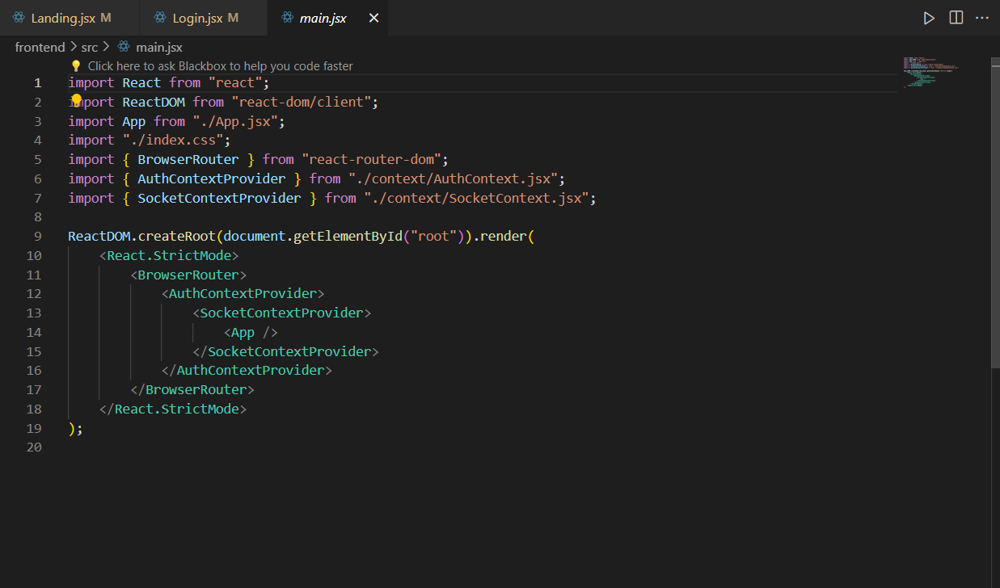 Landing.jsx M Login.jsx M main.jsx
frontend > src > main.jsx
Click here to ask Blackbox to help you code faster
1 import React from "react";
2 import ReactDOM from "react-dom/client";
3 import App from "./App.jsx";
4 import "./index.css";
5 import { BrowserRouter } from "react-router-dom";
6 import { AuthContextProvider } from "./context/AuthContext.jsx";
7 import { SocketContextProvider } from "./context/SocketContext.jsx";
8
9 ReactDOM.createRoot(document.getElementById("root")).render(
10     <React.StrictMode>
11         <BrowserRouter>
12             <AuthContextProvider>
13                 <SocketContextProvider>
14                     <App />
15                 </SocketContextProvider>
16             </AuthContextProvider>
17         </BrowserRouter>
18     </React.StrictMode>
19 );
20